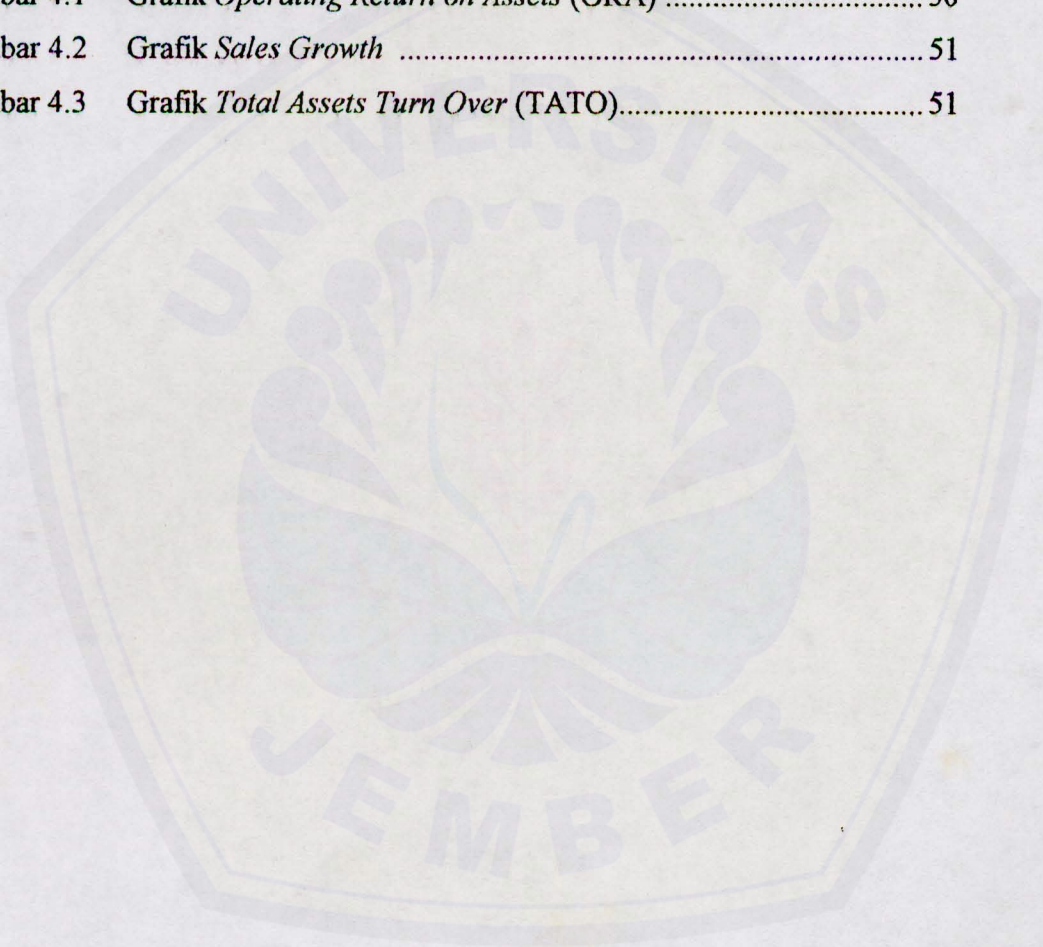 bar 4.1 Grafik Operating Return on Assets (ORA) ........................................ 50
bar 4.2 Grafik Sales Growth ........................................................................ 51
bar 4.3 Grafik Total Assets Turn Over (TATO).......................................... 51
UNIVERSITAS
JEMBER